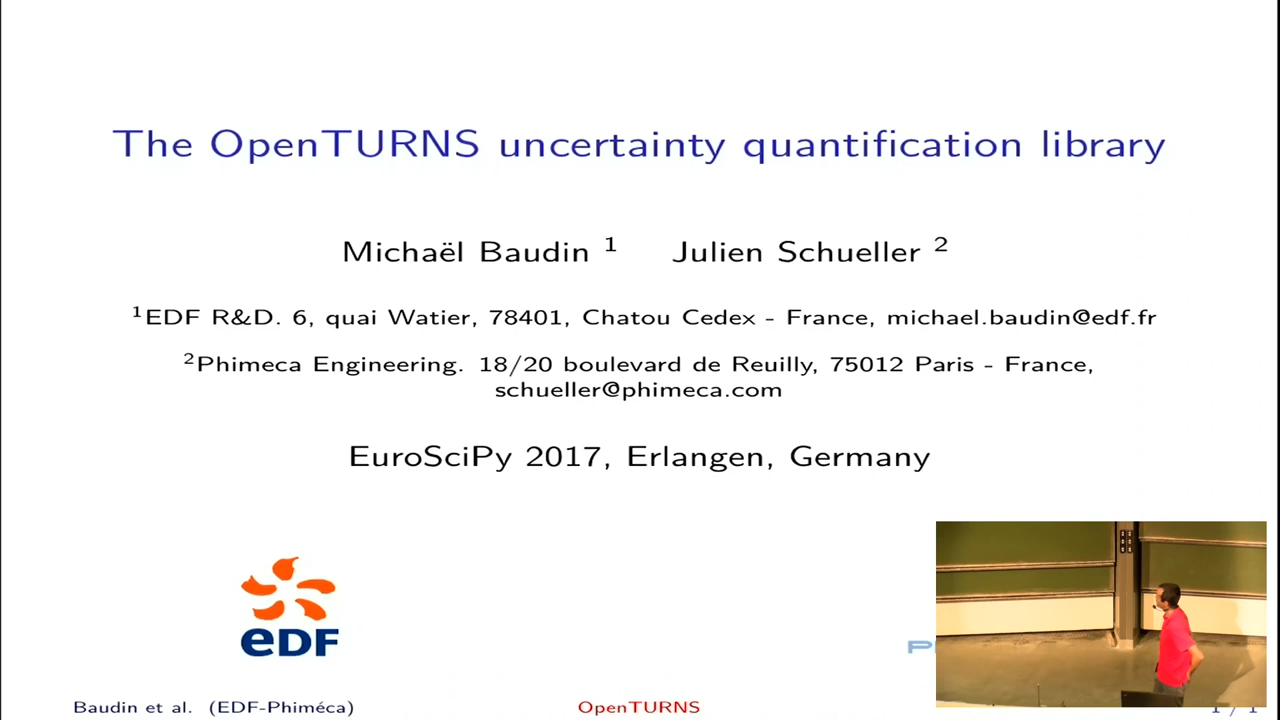 The OpenTURNS uncertainty quantification library
Michaël Baudin ¹ Julien Schueller ²
¹EDF R&D. 6, quai Watier, 78401, Chatou Cedex - France, michael.baudin@edf.fr
²Phimeca Engineering. 18/20 boulevard de Reuilly, 75012 Paris - France,
schueller@phimeca.com
EuroSciPy 2017, Erlangen, Germany
eDF
Baudin et al. (EDF-Phiméca) OpenTURNS 1 / 1